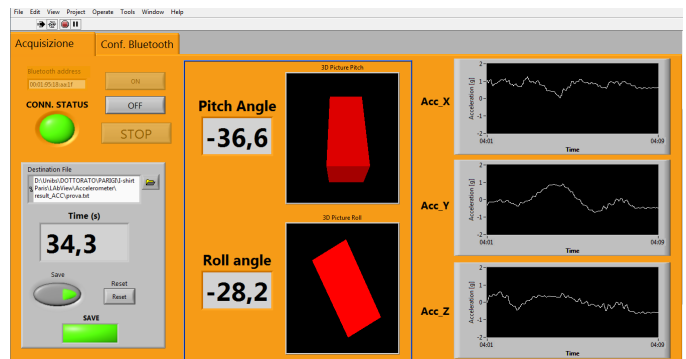 File Edit View Project Operate Tools Window Help
Acquisizione
Conf. Bluetooth
Bluetooth address
00:01:95:18:ae:1f
ON
CONN. STATUS
OFF
STOP
Destination File
D:\Unibs\DOTTORATO\PARIGI\J-shirt
Paris\LAbView\Accelerometer\
result_ACC\prova.txt
Time (s)
34,3
Save
Reset
Reset
SAVE
3D Picture Pitch
Pitch Angle
-36,6
3D Picture Roll
Roll angle
-28,2
Acc_X
Acceleration [g]
2
1
0
-1
-2
04:01
04:09
Time
Acc_Y
Acceleration [g]
2
1
0
-1
-2
04:01
04:09
Time
Acc_Z
Acceleration [g]
2
1
0
-1
-2
04:01
04:09
Time